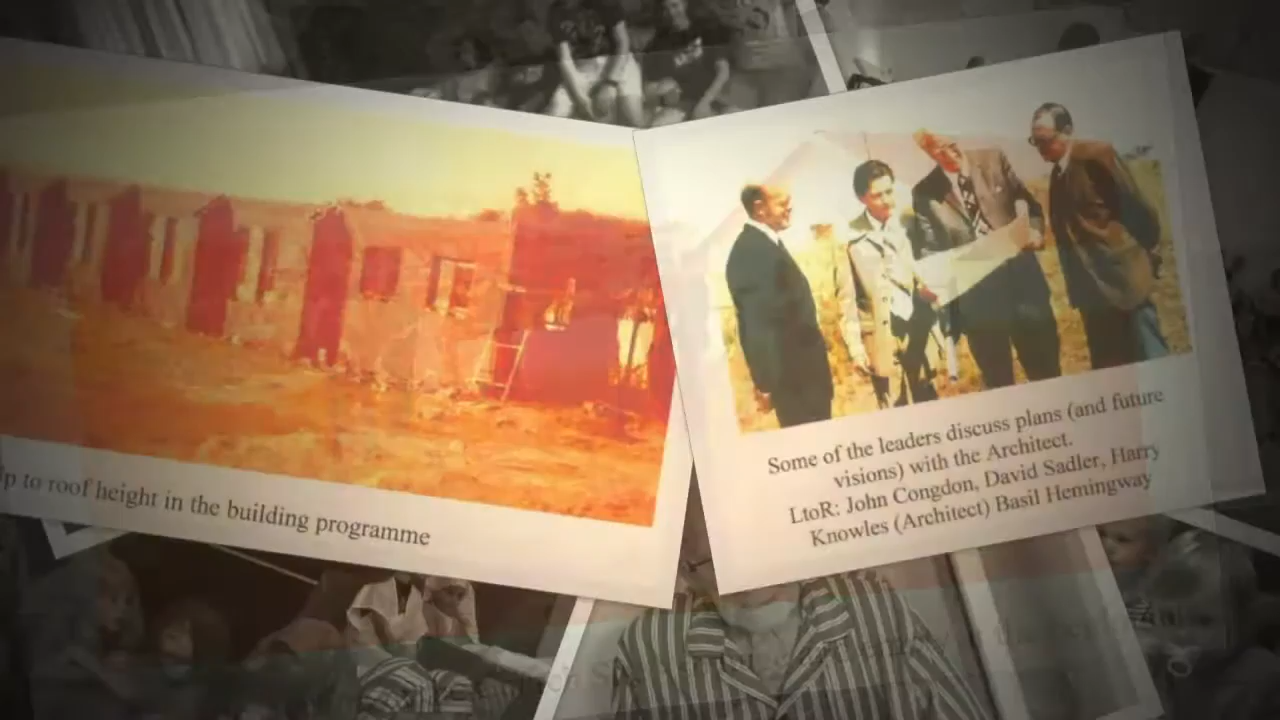 Up to roof height in the building programme
Some of the leaders discuss plans (and future
visions) with the Architect.
LtoR: John Congdon, David Sadler, Harry
Knowles (Architect) Basil Hemingway